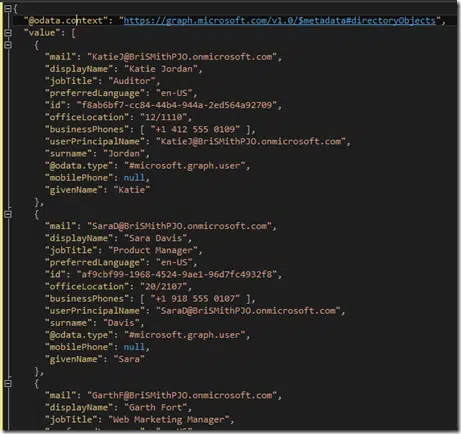 {
"@odata.context": "https://graph.microsoft.com/v1.0/$metadata#directoryObjects",
"value": [
{
"mail": "KatieJ@BriSMithPJO.onmicrosoft.com",
"displayName": "Katie Jordan",
"jobTitle": "Auditor",
"preferredLanguage": "en-US",
"id": "f8ab6bf7-cc84-44b4-944a-2ed564a92709",
"officeLocation": "12/1110",
"businessPhones": [ "+1 412 555 0109" ],
"userPrincipalName": "KatieJ@BriSMithPJO.onmicrosoft.com",
"surname": "Jordan",
"@odata.type": "#microsoft.graph.user",
"mobilePhone": null,
"givenName": "Katie"
},
{
"mail": "SaraD@BriSMithPJO.onmicrosoft.com",
"displayName": "Sara Davis",
"jobTitle": "Product Manager",
"preferredLanguage": "en-US",
"id": "af9cbf99-1968-4524-9ae1-96d7fc4932f8",
"officeLocation": "20/2107",
"businessPhones": [ "+1 918 555 0107" ],
"userPrincipalName": "SaraD@BriSMithPJO.onmicrosoft.com",
"surname": "Davis",
"@odata.type": "#microsoft.graph.user",
"mobilePhone": null,
"givenName": "Sara"
},
{
"mail": "GarthF@BriSMithPJO.onmicrosoft.com",
"displayName": "Garth Fort",
"jobTitle": "Web Marketing Manager",